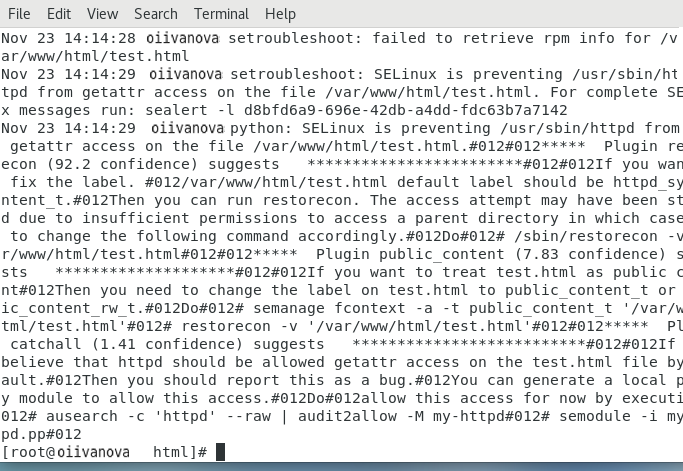 File Edit View Search Terminal Help
Nov 23 14:14:28 oiivanova setroubleshoot: failed to retrieve rpm info for /v
ar/www/html/test.html
Nov 23 14:14:29 oiivanova setroubleshoot: SELinux is preventing /usr/sbin/ht
tpd from getattr access on the file /var/www/html/test.html. For complete SE
x messages run: sealert -l d8bfd6a9-696e-42db-a4dd-fdc63b7a7142
Nov 23 14:14:29 oiivanova python: SELinux is preventing /usr/sbin/httpd from
getattr access on the file /var/www/html/test.html.#012#012***** Plugin re
econ (92.2 confidence) suggests ************************#012#012If you wan
fix the label. #012/var/www/html/test.html default label should be httpd_sy
ntent_t.#012Then you can run restorecon. The access attempt may have been st
d due to insufficient permissions to access a parent directory in which case
to change the following command accordingly.#012Do#012# /sbin/restorecon -v
r/www/html/test.html#012#012***** Plugin public_content (7.83 confidence) s
sts ********************#012#012If you want to treat test.html as public c
nt#012Then you need to change the label on test.html to public_content_t or
ic_content_rw_t.#012Do#012# semanage fcontext -a -t public_content_t '/var/w
tml/test.html'#012# restorecon -v '/var/www/html/test.html'#012#012***** Pl
catchall (1.41 confidence) suggests **************************#012#012If
believe that httpd should be allowed getattr access on the test.html file by
ault.#012Then you should report this as a bug.#012You can generate a local p
y module to allow this access.#012Do#012allow this access for now by executi
012# ausearch -c 'httpd' --raw | audit2allow -M my-httpd#012# semodule -i my
pd.pp#012
[root@oiivanova html]#